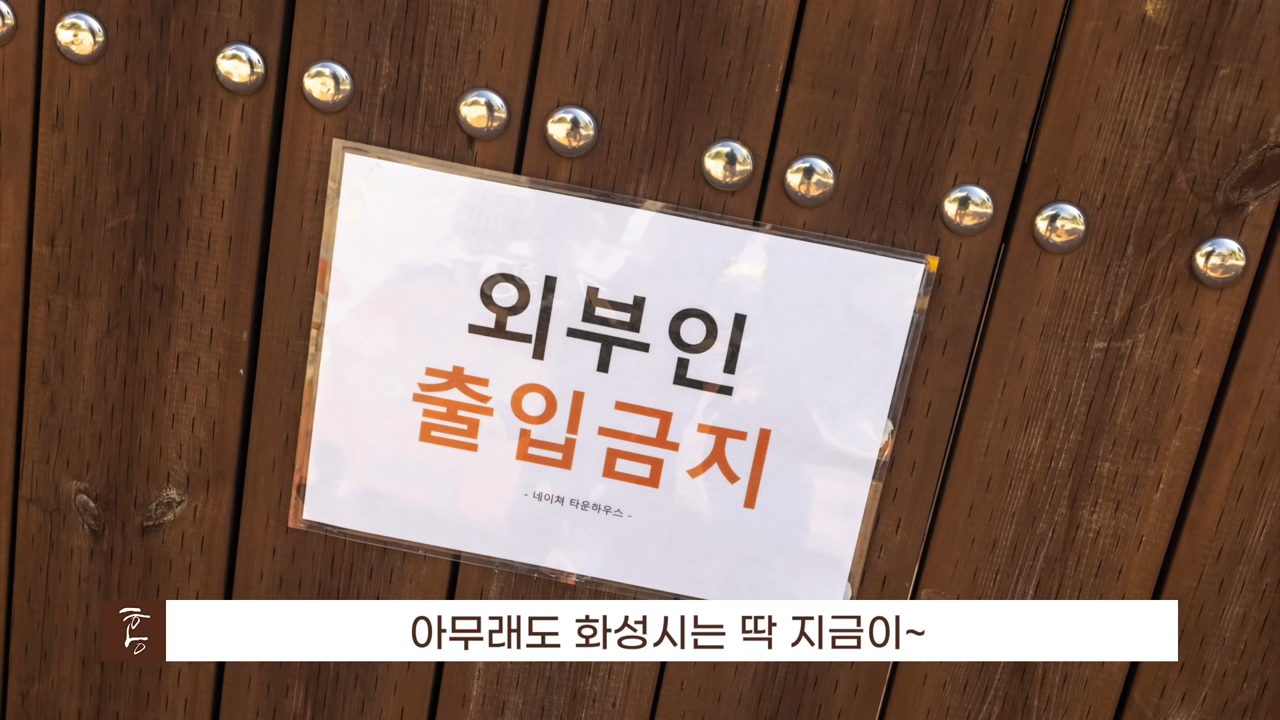 외부인
출입금지
- 네이쳐 타운하우스 -
흥
아무래도 화성시는 딱 지금이~